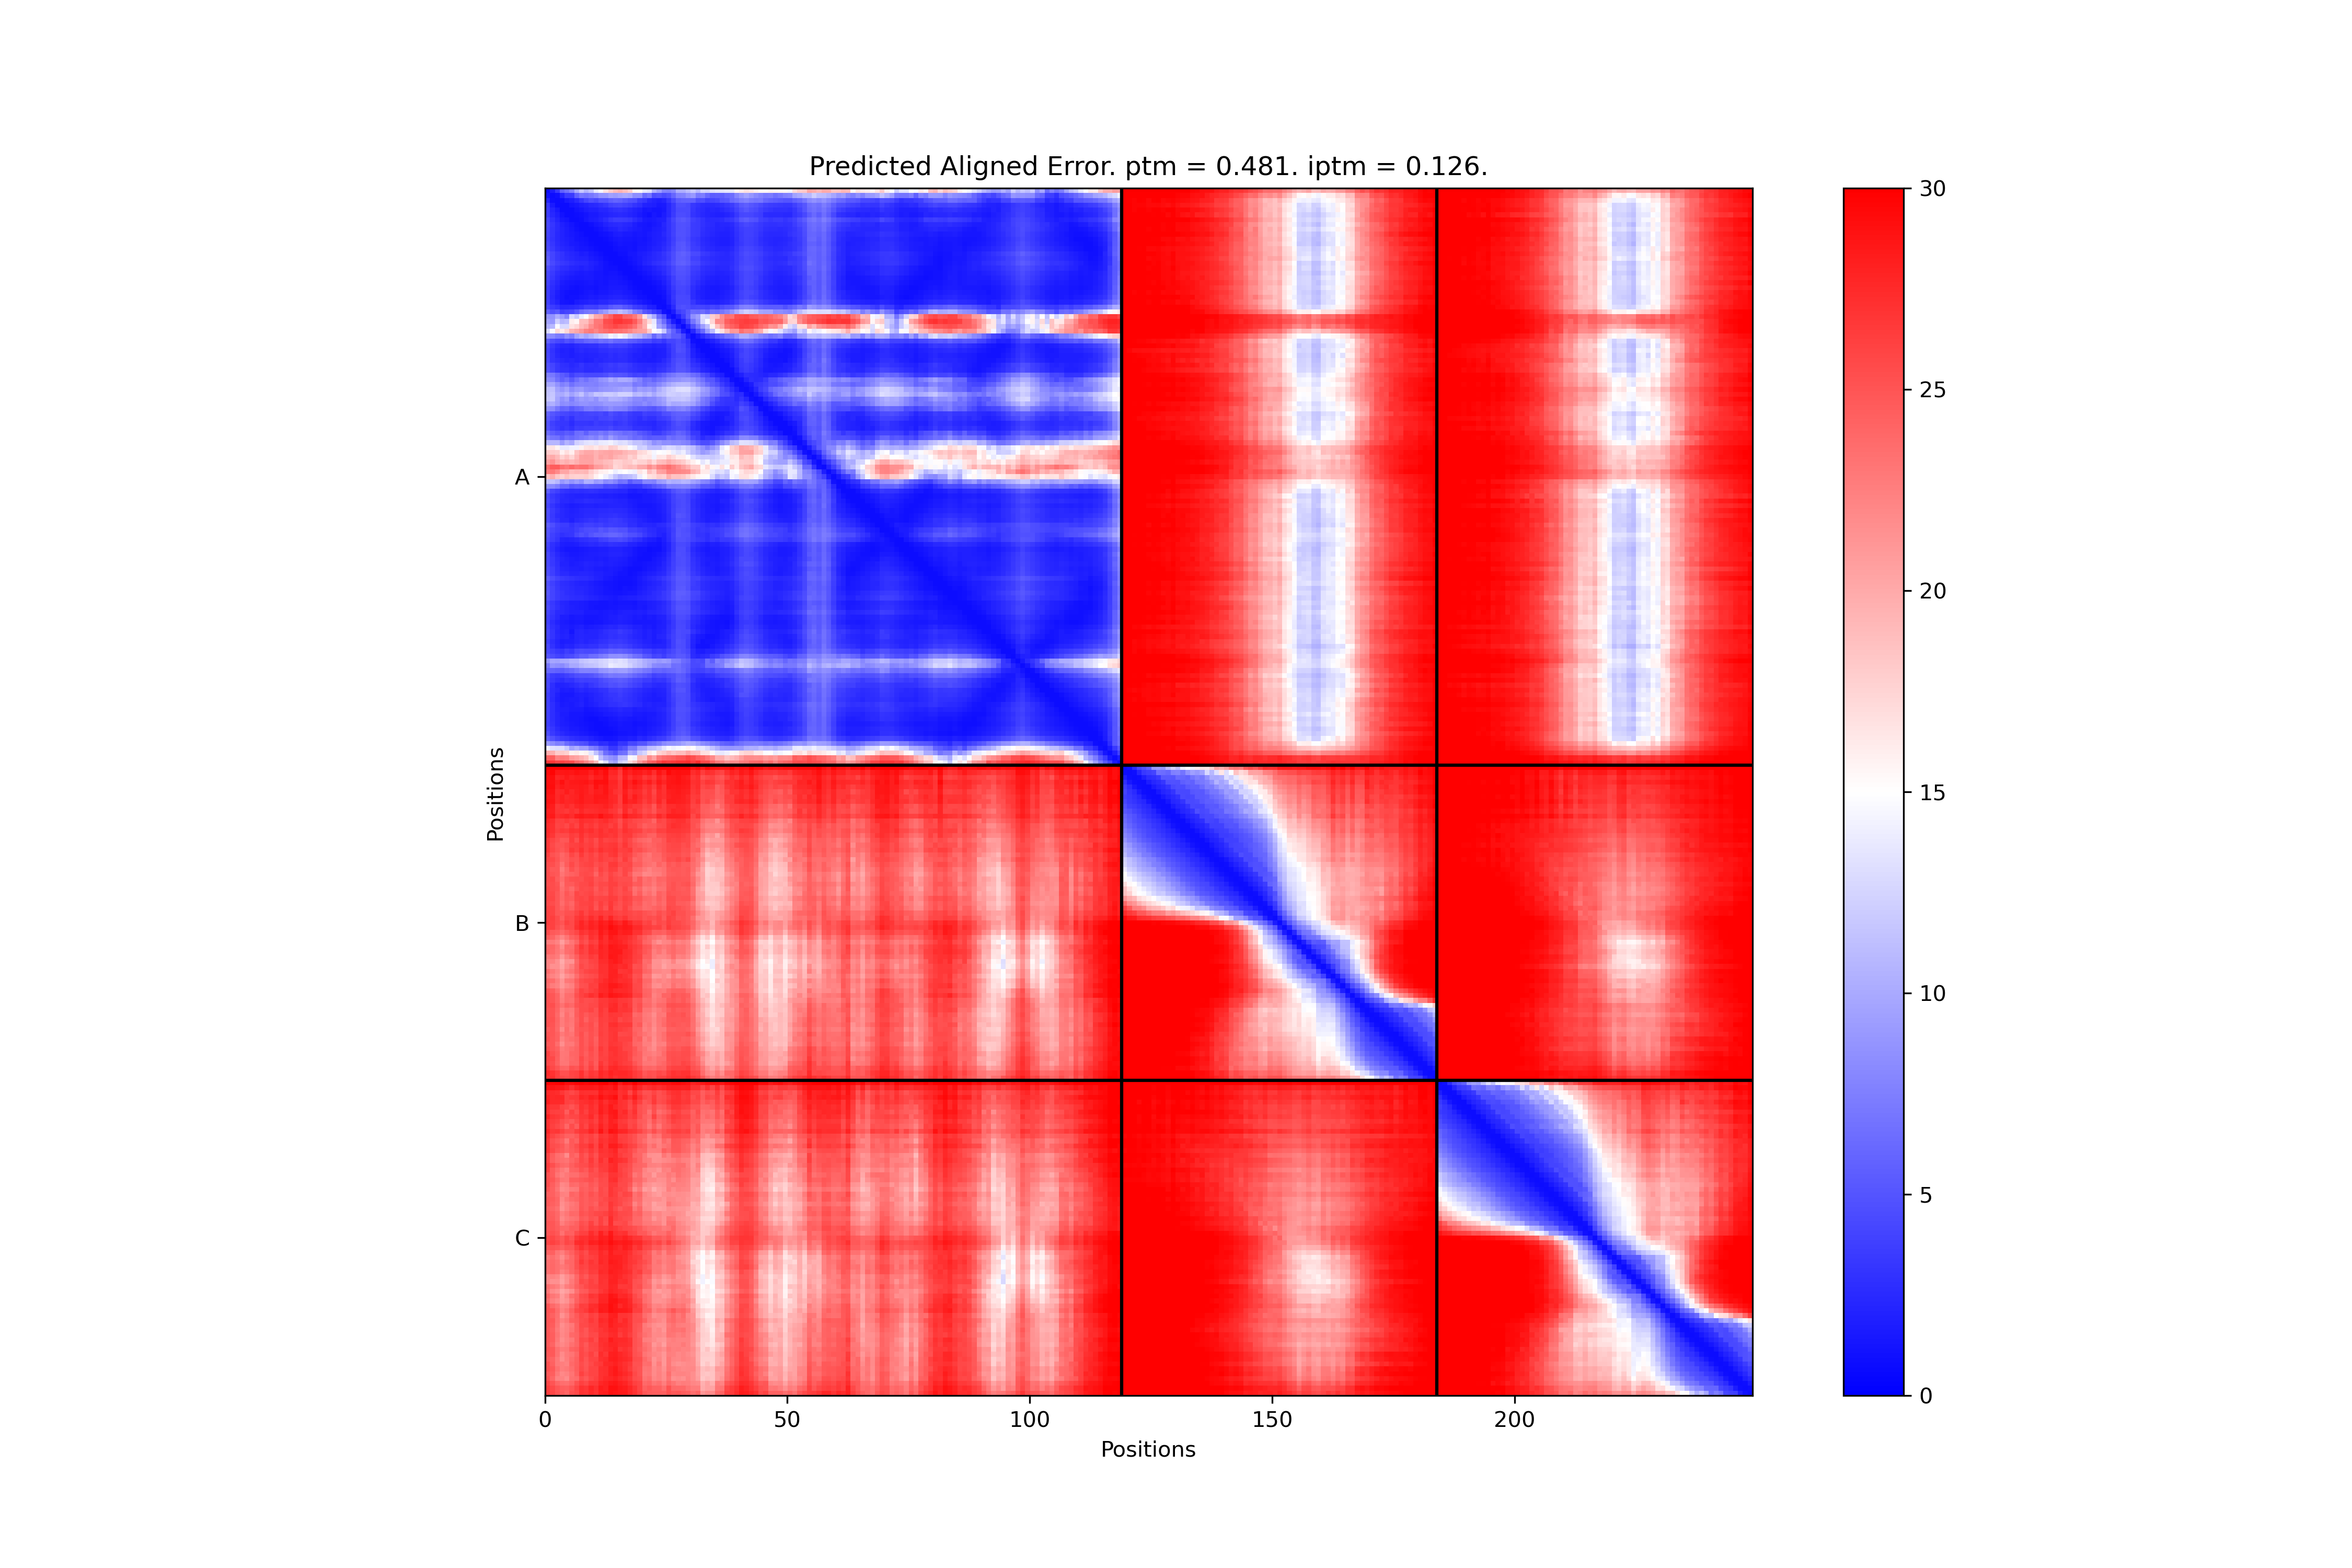 Predicted Aligned Error. ptm = 0.481. iptm = 0.126.
A
B
C
Positions
0 50 100 150 200
Positions
30
25
20
15
10
5
0